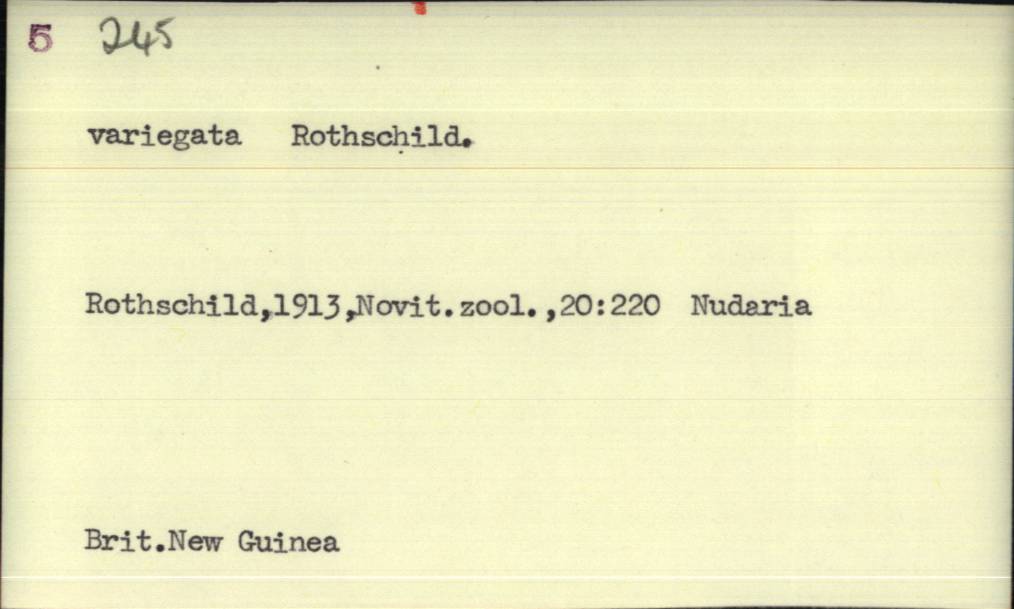 5 245
variegata Rothschild.
Rothschild,1913,Novit.zool.,20:220 Nudaria
Brit.New Guinea